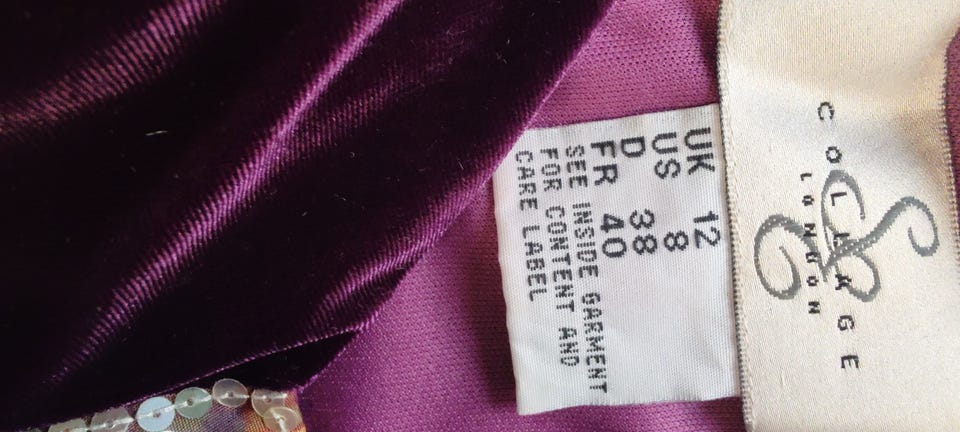 COLLAGE
LONDON
UK 12
US 8
D 38
FR 40
SEE INSIDE GARMENT
FOR CONTENT AND
CARE LABEL